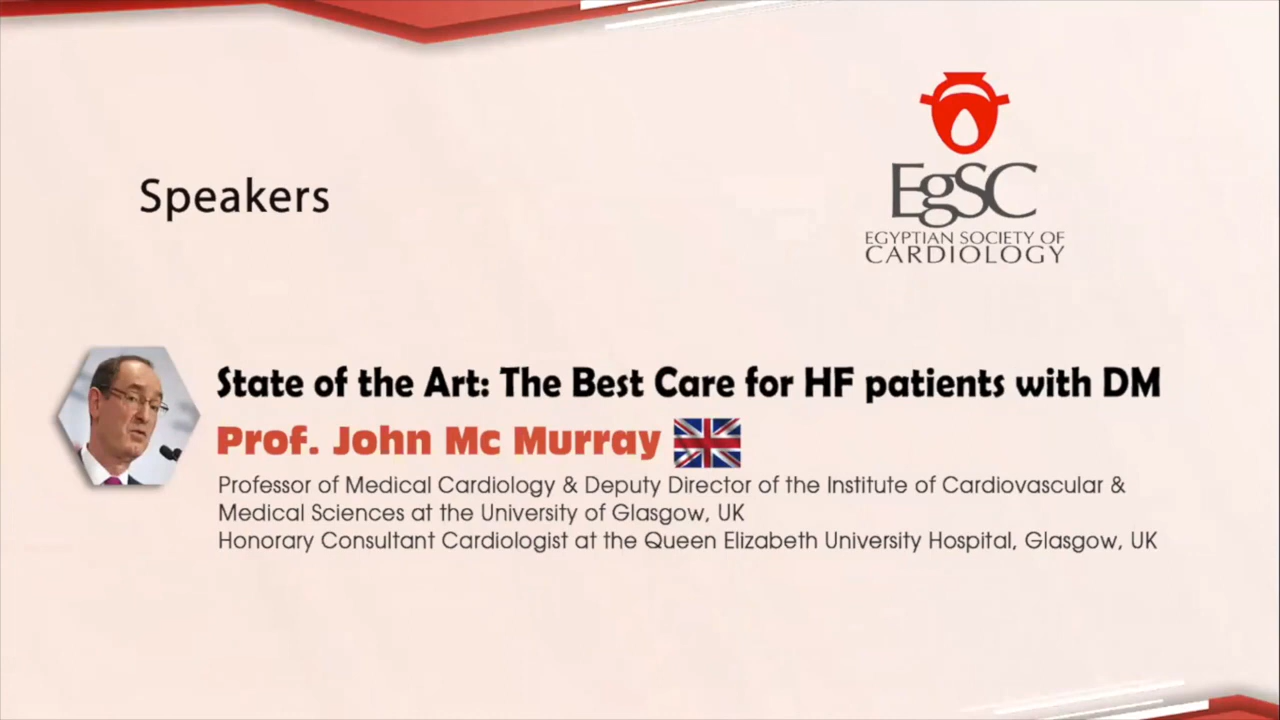 Speakers
EgSC
EGYPTIAN SOCIETY OF
CARDIOLOGY
State of the Art: The Best Care for HF patients with DM
Prof. John Mc Murray
Professor of Medical Cardiology & Deputy Director of the Institute of Cardiovascular &
Medical Sciences at the University of Glasgow, UK
Honorary Consultant Cardiologist at the Queen Elizabeth University Hospital, Glasgow, UK